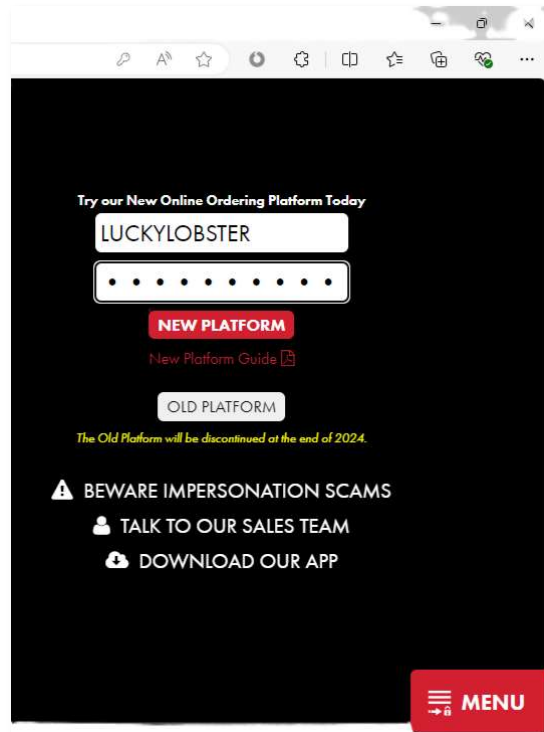 Try our New Online Ordering Platform Today
LUCKYLOBSTER
NEW PLATFORM
New Platform Guide
OLD PLATFORM
The Old Platform will be discontinued at the end of 2024.
BEWARE IMPERSONATION SCAMS
TALK TO OUR SALES TEAM
DOWNLOAD OUR APP
MENU